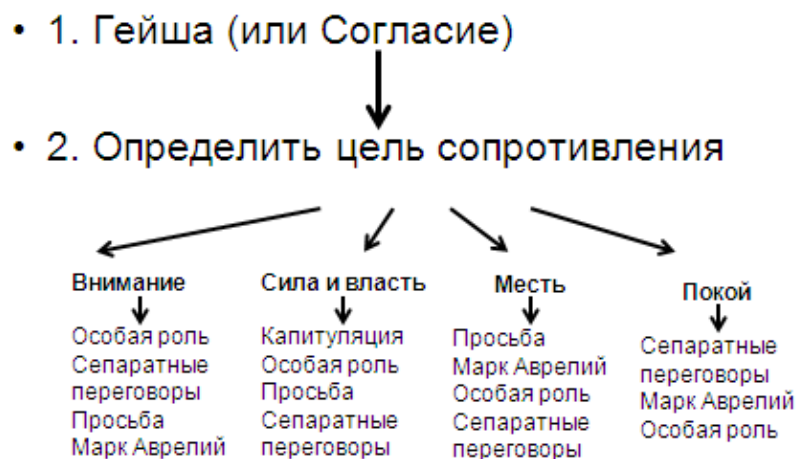 • 1. Гейша (или Согласие)
• 2. Определить цель сопротивления
Внимание
Особая роль
Сепаратные
переговоры
Просьба
Марк Аврелий
Сила и власть
Капитуляция
Особая роль
Просьба
Сепаратные
переговоры
Месть
Просьба
Марк Аврелий
Особая роль
Сепаратные
переговоры
Покой
Сепаратные
переговоры
Марк Аврелий
Особая роль